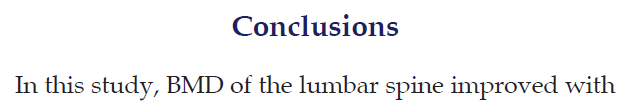 Conclusions
In this study, BMD of the lumbar spine improved with